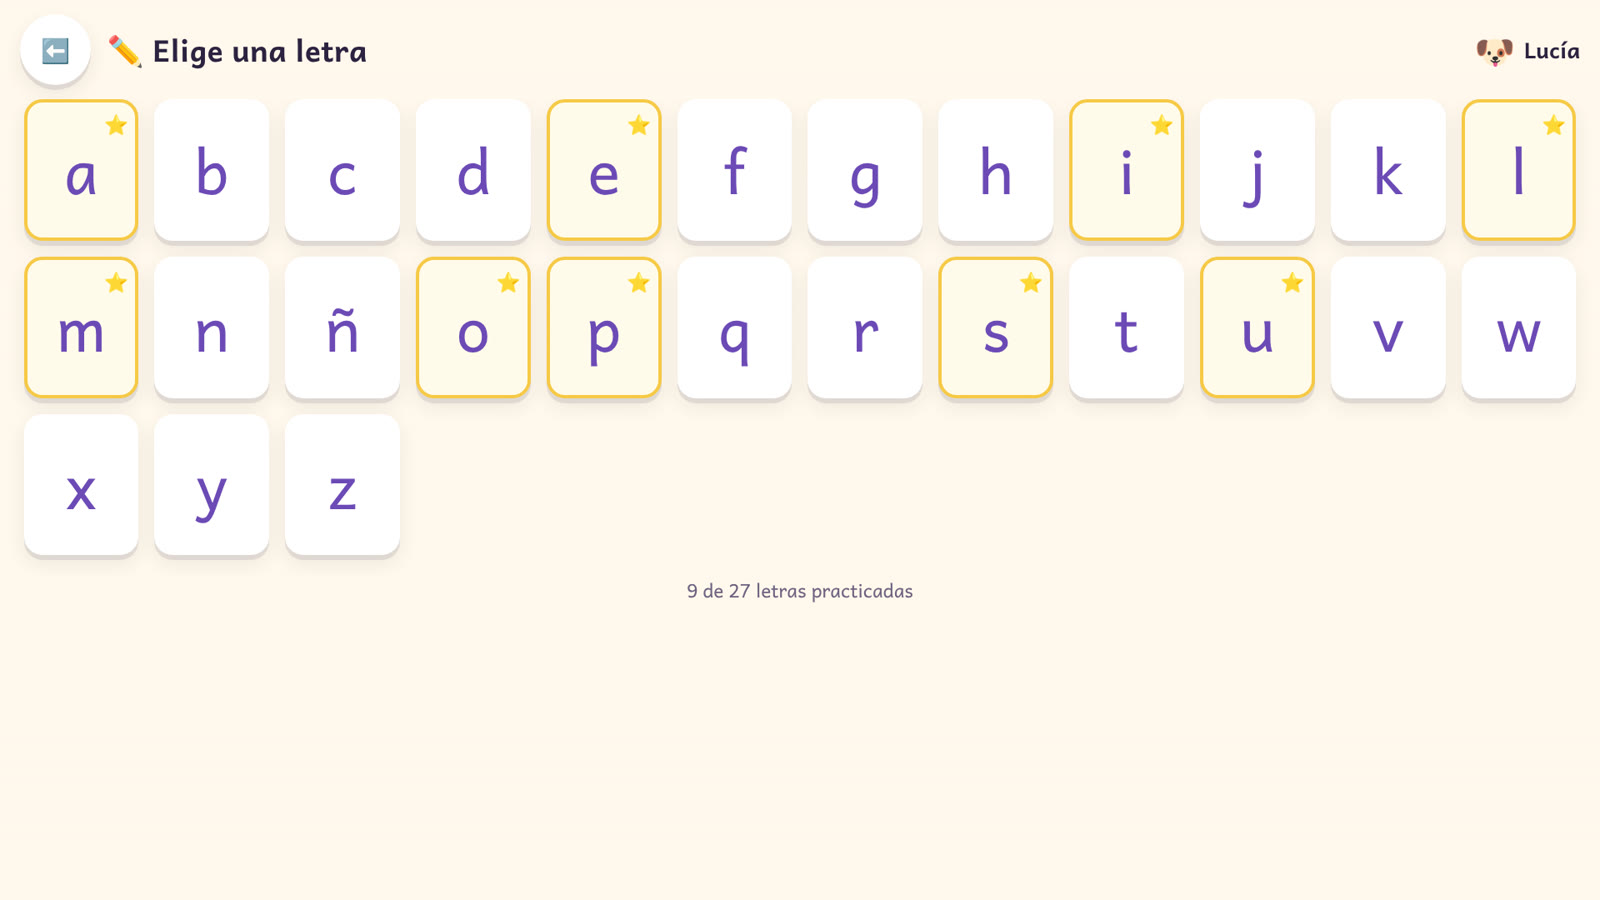 Elige una letra
Lucía
a b c d e f g h i j k l
m n ñ o p q r s t u v w
x y z
9 de 27 letras practicadas